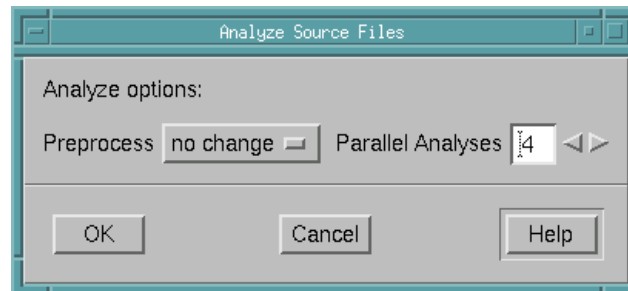 Analyze Source Files
Analyze options:
Preprocess no change Parallel Analyses 4
OK Cancel Help